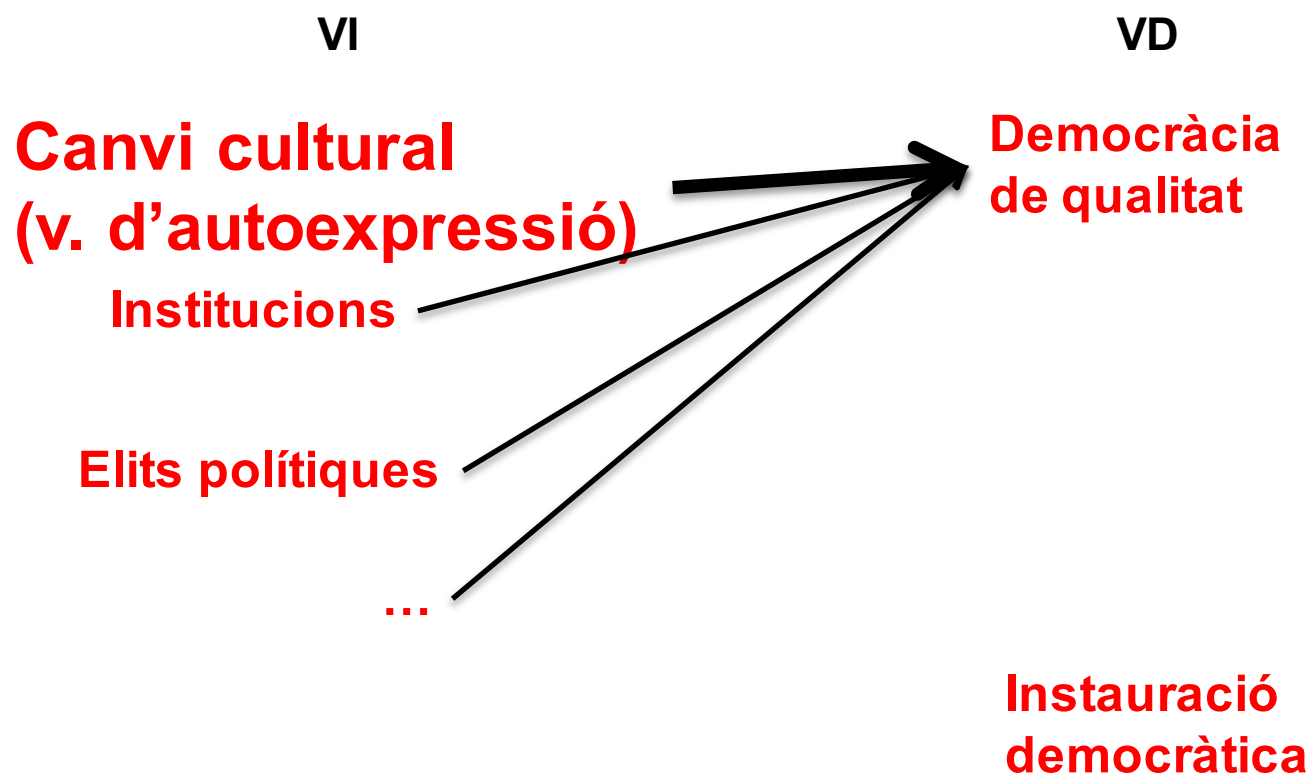 VI
VD
Canvi cultural
(v. d’autoexpressió)
Democràcia
de qualitat
Institucions
Elits polítiques
…
Instauració
democràtica